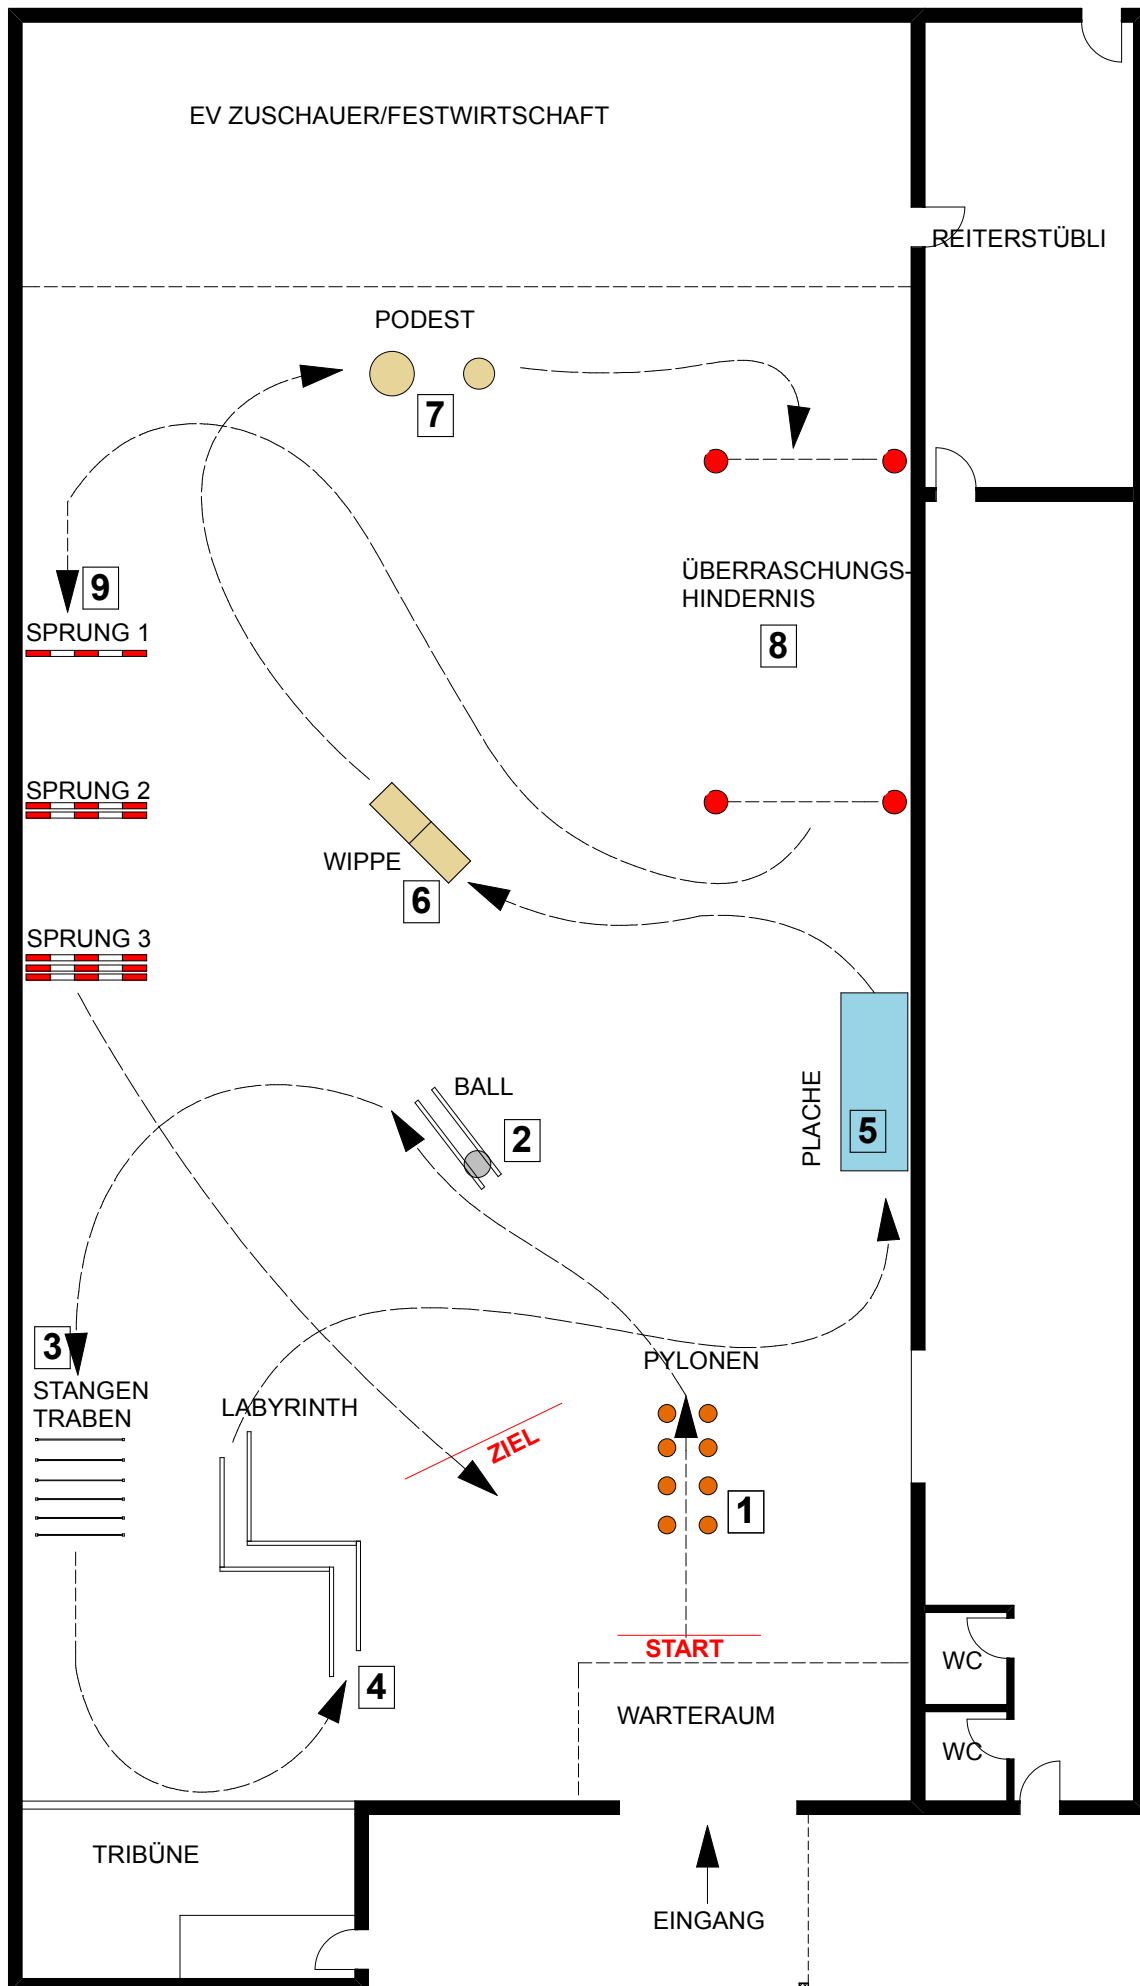 EV ZUSCHAUER/FESTWIRTSCHAFT
REITERSTÜBLI
PODEST
7
9
SPRUNG 1
ÜBERRASCHUNGS-
HINDERNIS
8
SPRUNG 2
WIPPE
6
SPRUNG 3
BALL
2
PLACHE
5
3
STANGEN
TRABEN
LABYRINTH
PYLONEN
ZIEL
1
START
4
WARTERAUM
WC
WC
TRIBÜNE
EINGANG